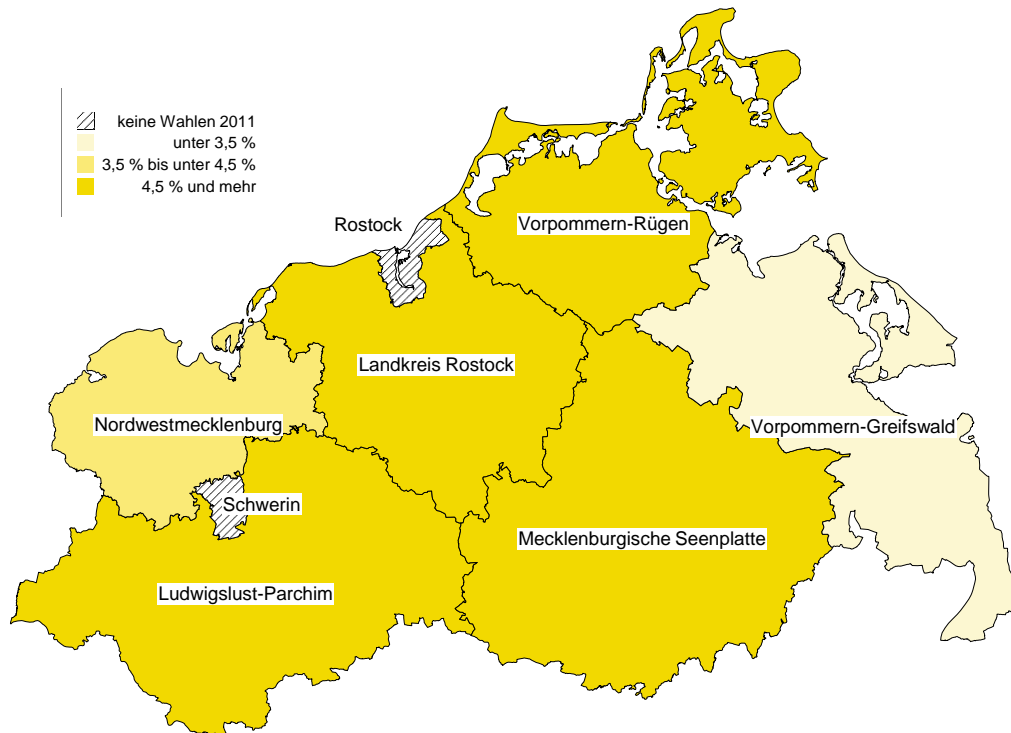 keine Wahlen 2011
unter 3,5 %
3,5 % bis unter 4,5 %
4,5 % und mehr
Rostock
Vorpommern-Rügen
Landkreis Rostock
Nordwestmecklenburg
Vorpommern-Greifswald
Schwerin
Mecklenburgische Seenplatte
Ludwigslust-Parchim